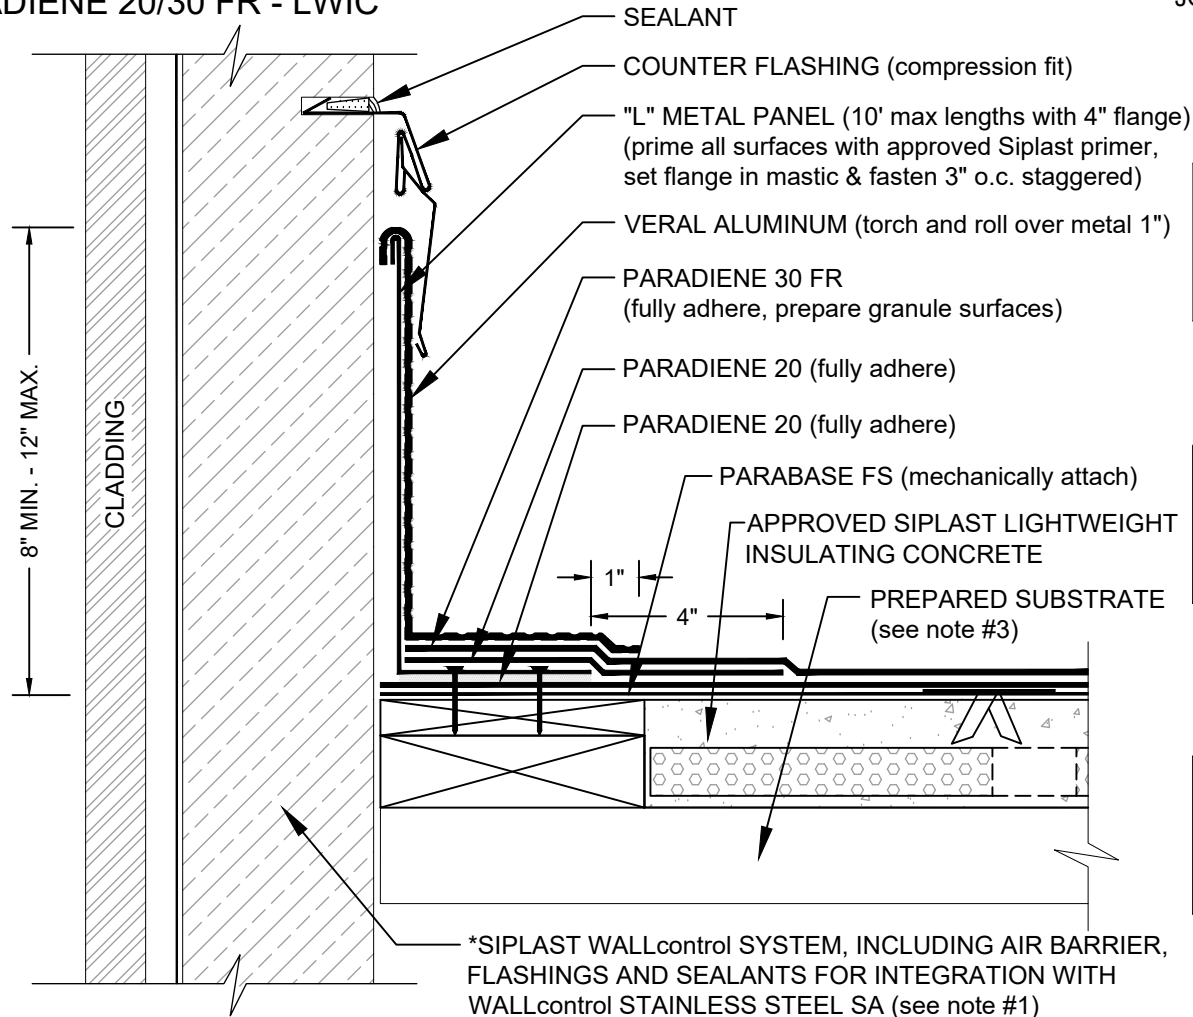 ADIENE 20/30 FR - LWIC
SEALANT
COUNTER FLASHING (compression fit)
"L" METAL PANEL (10' max lengths with 4" flange)
(prime all surfaces with approved Siplast primer,
set flange in mastic & fasten 3" o.c. staggered)
VERAL ALUMINUM (torch and roll over metal 1")
PARADIENE 30 FR
(fully adhere, prepare granule surfaces)
PARADIENE 20 (fully adhere)
PARADIENE 20 (fully adhere)
PARABASE FS (mechanically attach)
APPROVED SIPLAST LIGHTWEIGHT
INSULATING CONCRETE
PREPARED SUBSTRATE
(see note #3)
1"
4"
8" MIN. - 12" MAX.
CLADDING
*SIPLAST WALLcontrol SYSTEM, INCLUDING AIR BARRIER,
FLASHINGS AND SEALANTS FOR INTEGRATION WITH
WALLcontrol STAINLESS STEEL SA (see note #1)